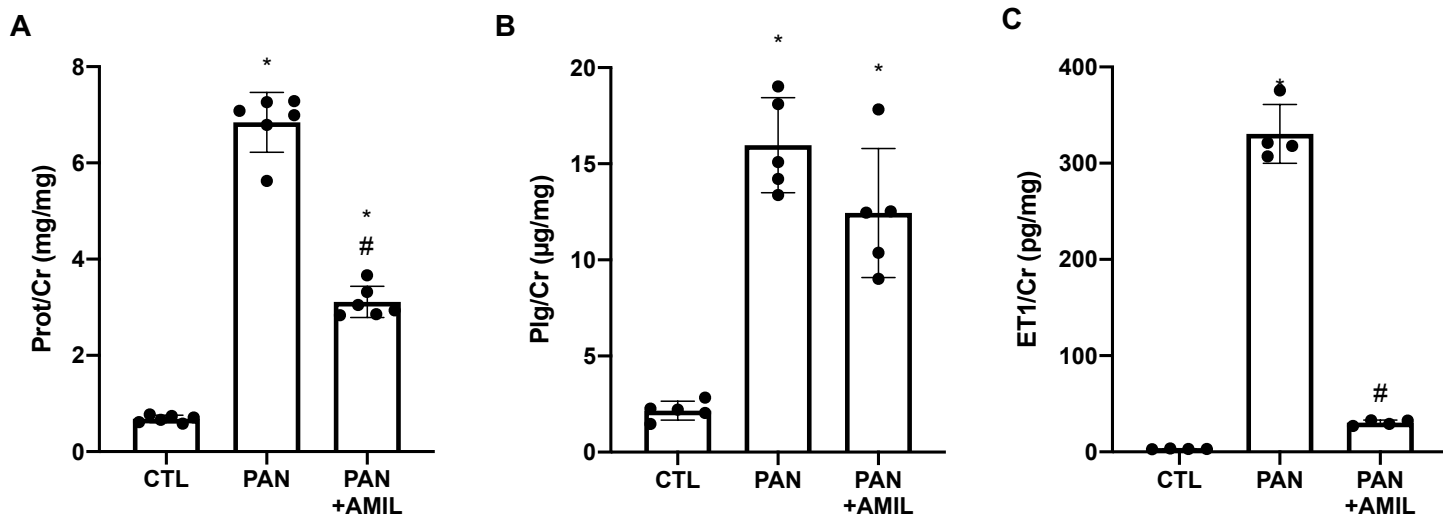 A
Prot/Cr (mg/mg)
8
6
4
2
0
*
*
#
CTL
PAN
PAN
+AMIL
B
Plg/Cr (µg/mg)
20
15
10
5
0
*
*
CTL
PAN
PAN
+AMIL
C
ET1/Cr (pg/mg)
400
300
200
100
0
*
#
CTL
PAN
PAN
+AMIL